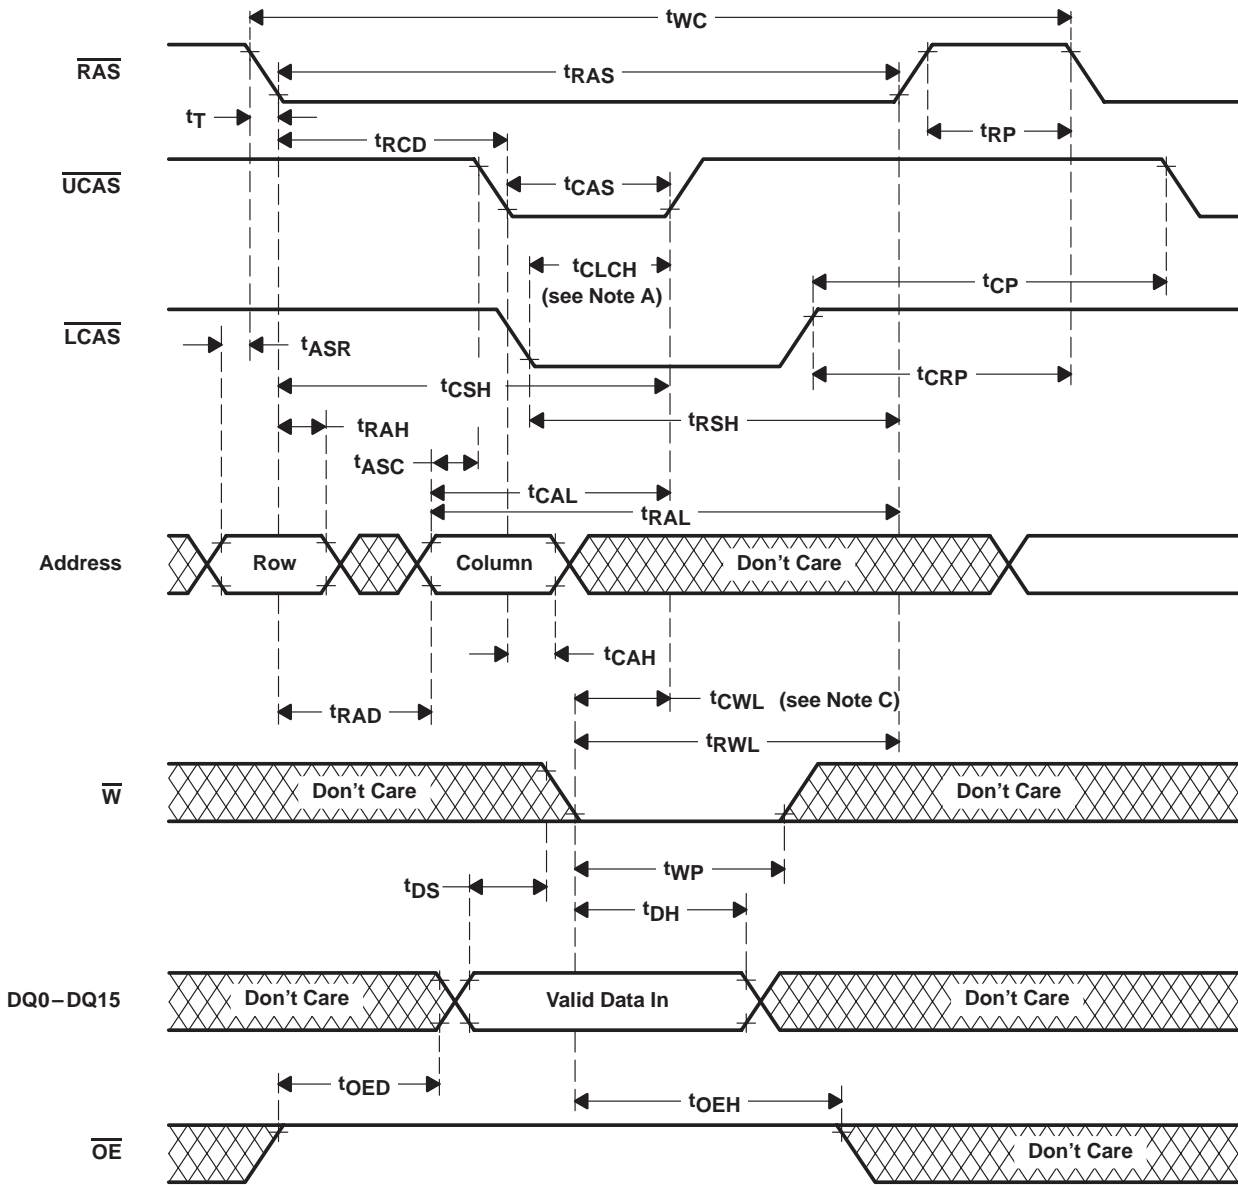 tWC
RAS
tRAS
tT
tRCD
tRP
UCAS
tCAS
tCLCH
(see Note A)
tCP
LCAS
tASR
tCSH
tCRP
tRAH
tRSH
tASC
tCAL
tRAL
Address
Row
Column
Don't Care
tCAH
tCWL (see Note C)
tRAD
tRWL
W
Don't Care
Don't Care
tWP
tDS
tDH
DQ0–DQ15
Don't Care
Valid Data In
Don't Care
tOED
tOEH
OE
Don't Care